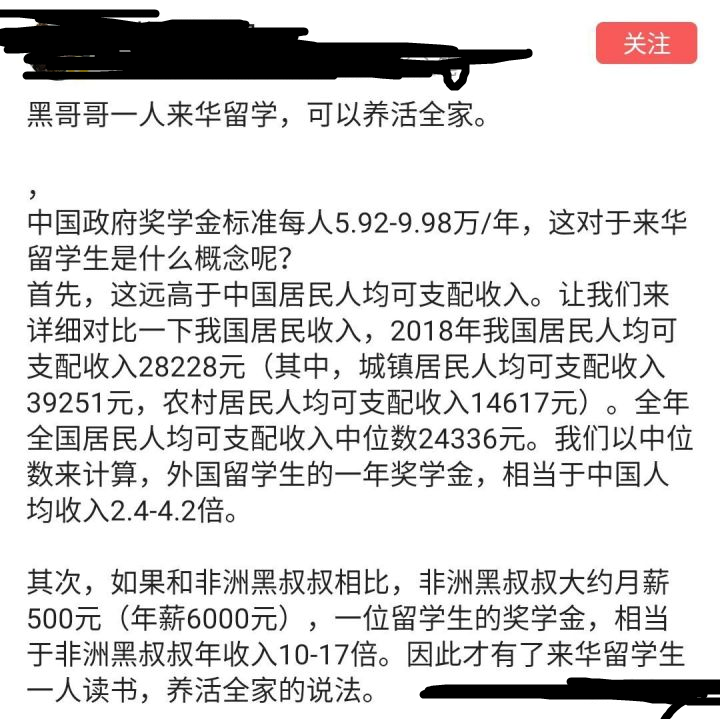 关注
黑哥哥一人来华留学，可以养活全家。
，
中国政府奖学金标准每人5.92-9.98万/年，这对于来华
留学生是什么概念呢？
首先，这远高于中国居民人均可支配收入。让我们来
详细对比一下我国居民收入，2018年我国居民人均可
支配收入28228元（其中，城镇居民人均可支配收入
39251元，农村居民人均可支配收入14617元）。全年
全国居民人均可支配收入中位数24336元。我们以中位
数来计算，外国留学生的一年奖学金，相当于中国人
均收入2.4-4.2倍。
其次，如果和非洲黑叔叔相比，非洲黑叔叔大约月薪
500元（年薪6000元），一位留学生的奖学金，相当
于非洲黑叔叔年收入10-17倍。因此才有了来华留学生
一人读书，养活全家的说法。